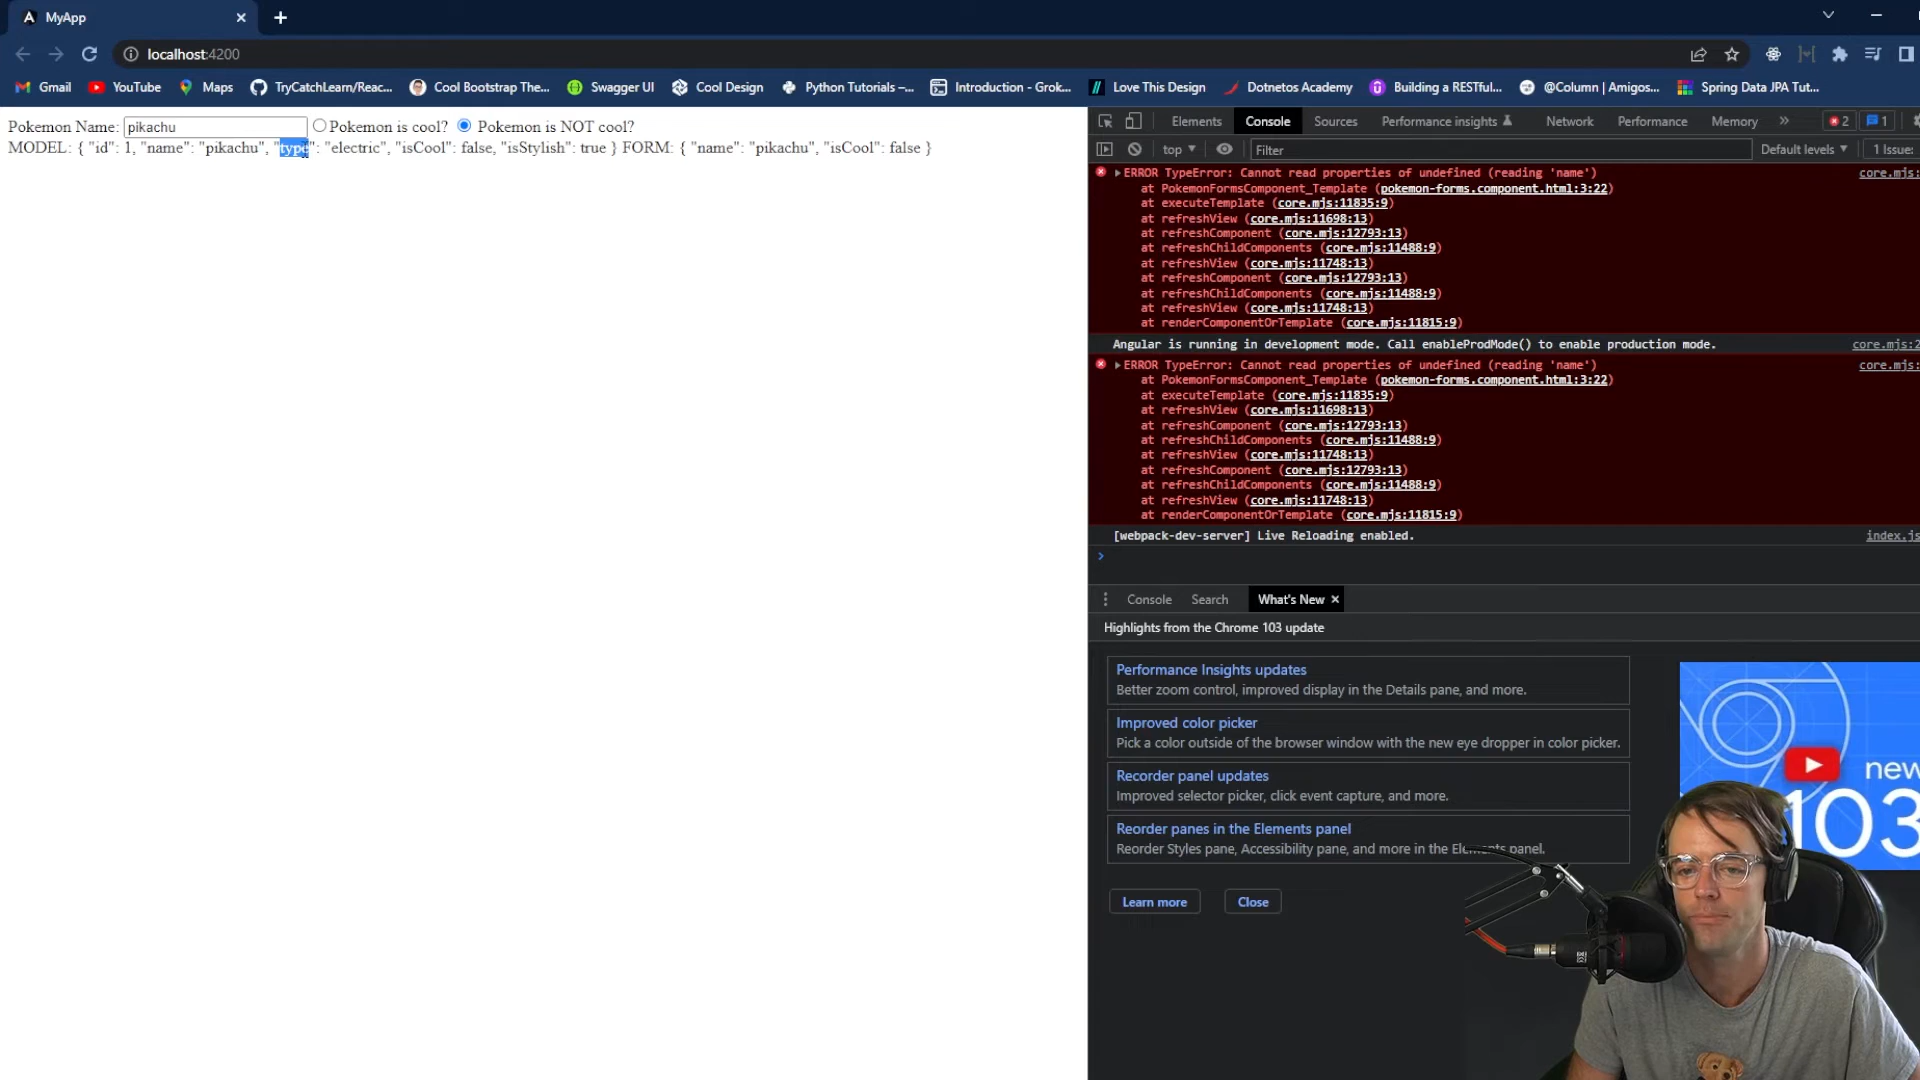 MyApp
localhost:4200
Gmail YouTube Maps TryCatchLearn/Reac... Cool Bootstrap The... Swagger UI Cool Design Python Tutorials –... Introduction - Grok... Love This Design Dotnetos Academy Building a RESTful... @Column | Amigos... Spring Data JPA Tut...
Pokemon Name: pikachu Pokemon is cool? Pokemon is NOT cool?
MODEL: { "id": 1, "name": "pikachu", "type": "electric", "isCool": false, "isStylish": true } FORM: { "name": "pikachu", "isCool": false }
Elements Console Sources Performance insights Network Performance Memory » 2 1
top Filter Default levels 1 Issue:
ERROR TypeError: Cannot read properties of undefined (reading 'name') core.mjs:
at PokemonFormsComponent_Template (pokemon-forms.component.html:3:22)
at executeTemplate (core.mjs:11835:9)
at refreshView (core.mjs:11698:13)
at refreshComponent (core.mjs:12793:13)
at refreshChildComponents (core.mjs:11488:9)
at refreshView (core.mjs:11748:13)
at refreshComponent (core.mjs:12793:13)
at refreshChildComponents (core.mjs:11488:9)
at refreshView (core.mjs:11748:13)
at renderComponentOrTemplate (core.mjs:11815:9)
Angular is running in development mode. Call enableProdMode() to enable production mode. core.mjs:2
ERROR TypeError: Cannot read properties of undefined (reading 'name') core.mjs:
at PokemonFormsComponent_Template (pokemon-forms.component.html:3:22)
at executeTemplate (core.mjs:11835:9)
at refreshView (core.mjs:11698:13)
at refreshComponent (core.mjs:12793:13)
at refreshChildComponents (core.mjs:11488:9)
at refreshView (core.mjs:11748:13)
at refreshComponent (core.mjs:12793:13)
at refreshChildComponents (core.mjs:11488:9)
at refreshView (core.mjs:11748:13)
at renderComponentOrTemplate (core.mjs:11815:9)
[webpack-dev-server] Live Reloading enabled. index.js
Console Search What's New
Highlights from the Chrome 103 update
Performance Insights updates
Better zoom control, improved display in the Details pane, and more.
Improved color picker
Pick a color outside of the browser window with the new eye dropper in color picker.
Recorder panel updates
Improved selector picker, click event capture, and more.
Reorder panes in the Elements panel
Reorder Styles pane, Accessibility pane, and more in the Elements panel.
Learn more Close
new
103